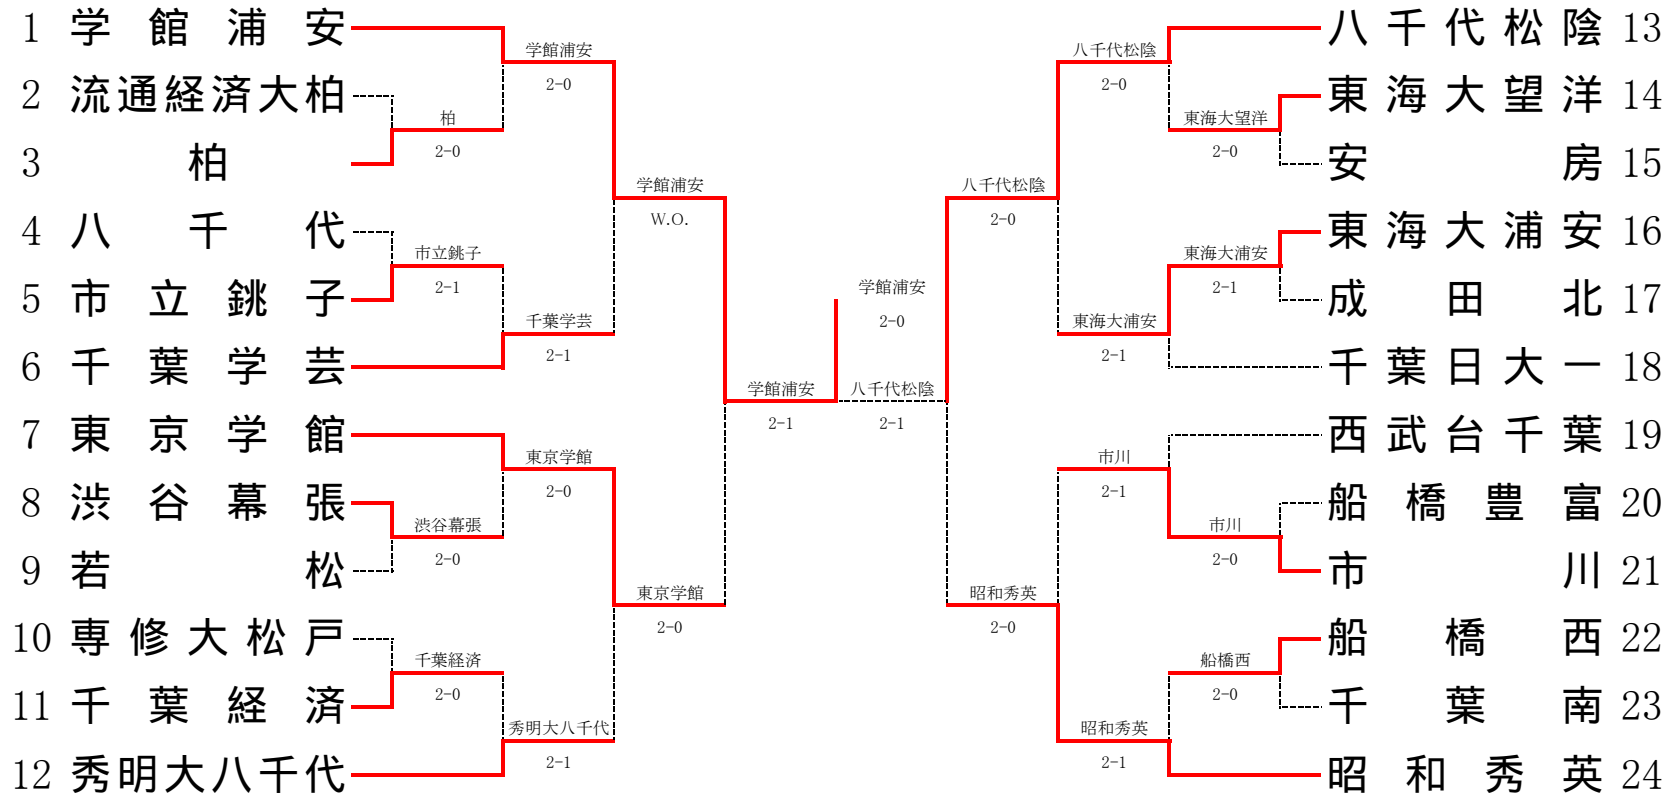 1 学館浦安
2 流通経済大柏
3 柏
4 八千代
5 市立銚子
6 千葉学芸
7 東京学館
8 渋谷幕張
9 若松
10 専修大松戸
11 千葉経済
12 秀明大八千代
柏
2-0
市立銚子
2-1
渋谷幕張
2-0
千葉経済
2-0
学館浦安
2-0
千葉学芸
2-1
東京学館
2-0
秀明大八千代
2-1
学館浦安
W.O.
東京学館
2-0
学館浦安
2-1
学館浦安
2-0
八千代松陰
2-1
八千代松陰
2-0
昭和秀英
2-0
八千代松陰
2-0
東海大浦安
2-1
市川
2-1
昭和秀英
2-1
東海大望洋
2-0
東海大浦安
2-1
市川
2-0
船橋西
2-0
八千代松陰 13
東海大望洋 14
安房 15
東海大浦安 16
成田北 17
千葉日大一 18
西武台千葉 19
船橋豊富 20
市川 21
船橋西 22
千葉南 23
昭和秀英 24